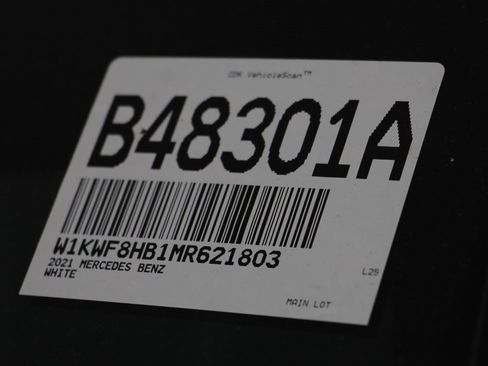 CDK VehicleScan™
B48301A
W1KWF8HB1MR621803
2021 MERCEDES BENZ
WHITE
L25
MAIN LOT